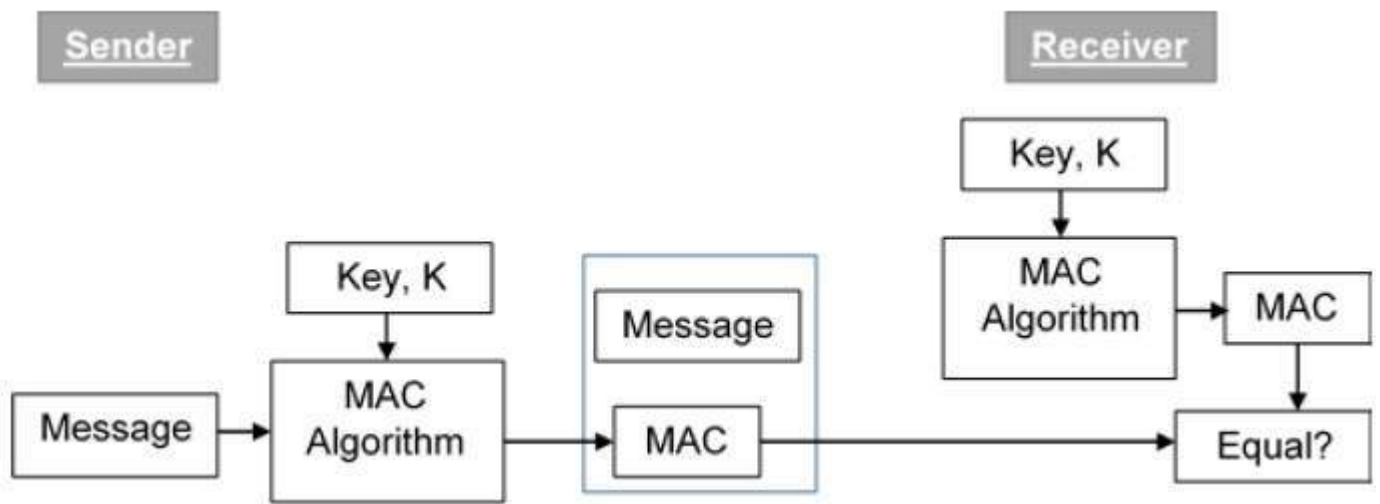 Sender
Receiver
Key, K
MAC
Algorithm
MAC
Key, K
Message
Message
MAC
Algorithm
MAC
Equal?